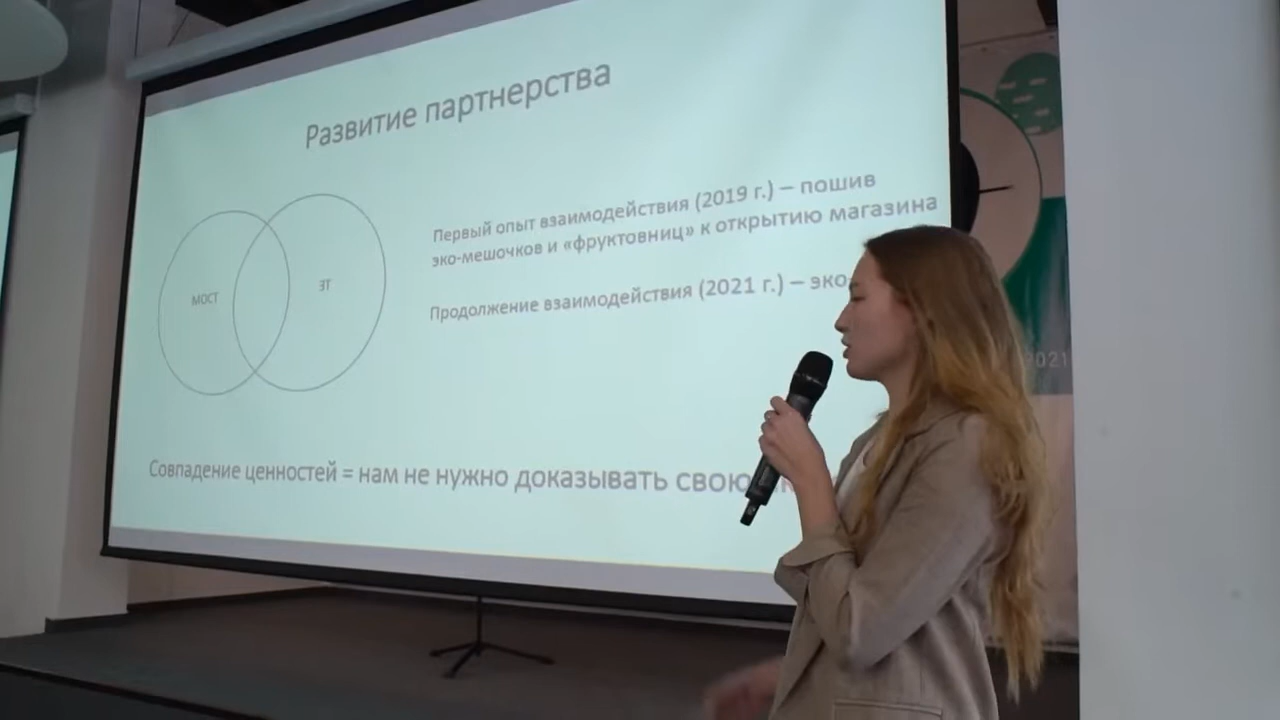 Развитие партнерства
Первый опыт взаимодействия (2019 г.) – пошив
эко-мешочков и «фруктовниц» к открытию магазина
МОСТ
ЭТ
Продолжение взаимодействия (2021 г.) – эко-
Совпадение ценностей = нам не нужно доказывать свою
2021